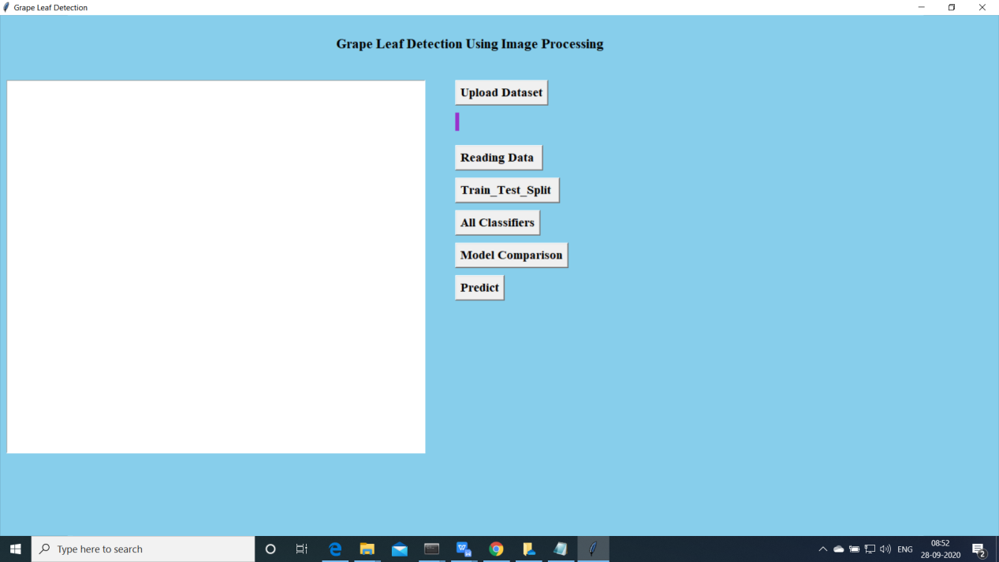 Grape Leaf Detection
Grape Leaf Detection Using Image Processing
Upload Dataset
Reading Data
Train_Test_Split
All Classifiers
Model Comparison
Predict
Type here to search
ENG
08:52
28-09-2020
2